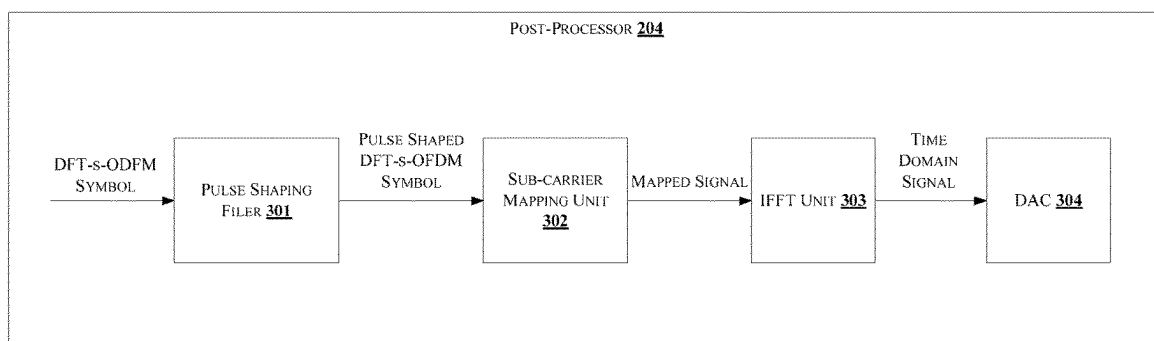 POST-PROCESSOR 204
DFT-S-ODFM
SYMBOL
PULSE SHAPING
FILER 301
PULSE SHAPED
DFT-S-OFDM
SYMBOL
SUB-CARRIER
MAPPING UNIT
302
MAPPED SIGNAL
IFFT UNIT 303
TIME
DOMAIN
SIGNAL
DAC 304